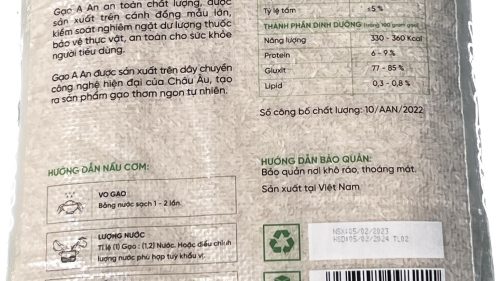 Gạo A An an toàn chất lượng, được
sản xuất trên cánh đồng mẫu lớn,
kiểm soát nghiêm ngặt dư lượng thuốc
bảo vệ thực vật, an toàn cho sức khỏe
người tiêu dùng.
Gạo A An được sản xuất trên dây chuyền
công nghệ hiện đại của Châu Âu, tạo
ra sản phẩm gạo thơm ngon tự nhiên.
HƯỚNG DẪN NẤU CƠM:
VO GẠO
Bằng nước sạch 1 - 2 lần.
LƯỢNG NƯỚC
Tỉ lệ (1) Gạo : (1,2) Nước. Hoặc điều chỉnh
lượng nước phù hợp tuỳ khẩu vị.
Tỷ lệ tấm ≤5 %
THÀNH PHẦN DINH DƯỠNG (trong 100 gram gạo)
Năng lượng 330 - 360 Kcal
Protein 6 - 9%
Gluxit 77 - 85%
Lipid 0,3 - 0,8%
Số công bố chất lượng: 10/AAN/2022
HƯỚNG DẪN BẢO QUẢN:
Bảo quản nơi khô ráo, thoáng mát.
Sản xuất tại Việt Nam
NSX:05/02/2023
HSD:05/02/2024 TL02